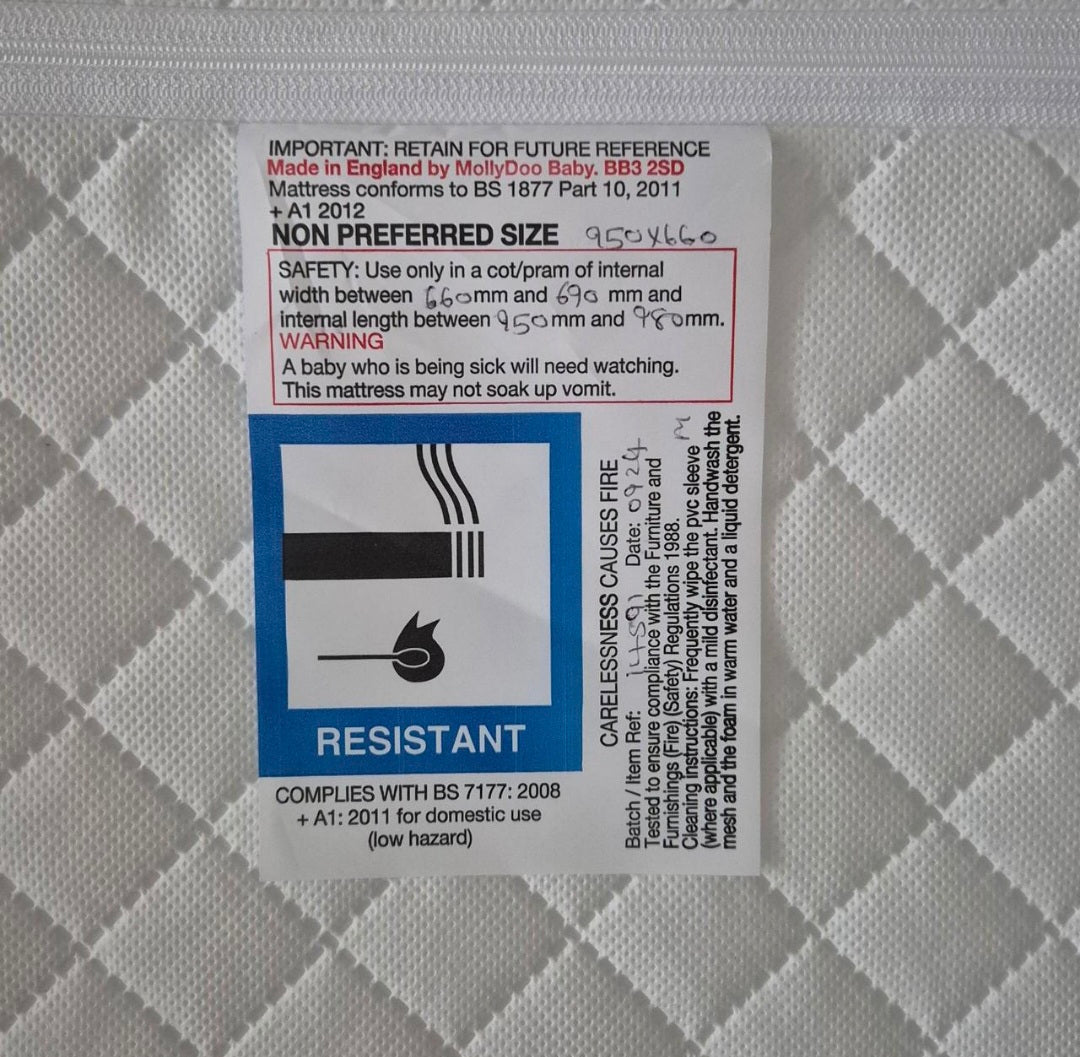 IMPORTANT: RETAIN FOR FUTURE REFERENCE
Made in England by MollyDoo Baby. BB3 2SD
Mattress conforms to BS 1877 Part 10, 2011
+ A1 2012
NON PREFERRED SIZE 950X660
SAFETY: Use only in a cot/pram of internal
width between 660mm and 690 mm and
internal length between 950mm and 980mm.
WARNING
A baby who is being sick will need watching.
This mattress may not soak up vomit.
RESISTANT
COMPLIES WITH BS 7177: 2008
+ A1: 2011 for domestic use
(low hazard)
CARELESSNESS CAUSES FIRE
Batch / Item Ref: 14591 Date: 0924
Tested to ensure compliance with the Furniture and
Furnishings (Fire) (Safety) Regulations 1988.
Cleaning Instructions: Frequently wipe the pvc sleeve
(where applicable) with a mild disinfectant. Handwash the
mesh and the foam in warm water and a liquid detergent.